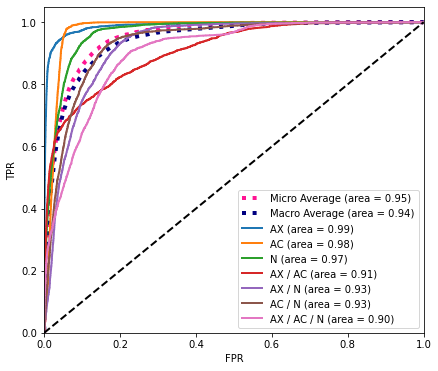 1.0
0.8
0.6
0.4
0.2
0.0
TPR
0.0
0.2
0.4
0.6
0.8
1.0
FPR
Micro Average (area = 0.95)
Macro Average (area = 0.94)
AX (area = 0.99)
AC (area = 0.98)
N (area = 0.97)
AX / AC (area = 0.91)
AX / N (area = 0.93)
AC / N (area = 0.93)
AX / AC / N (area = 0.90)